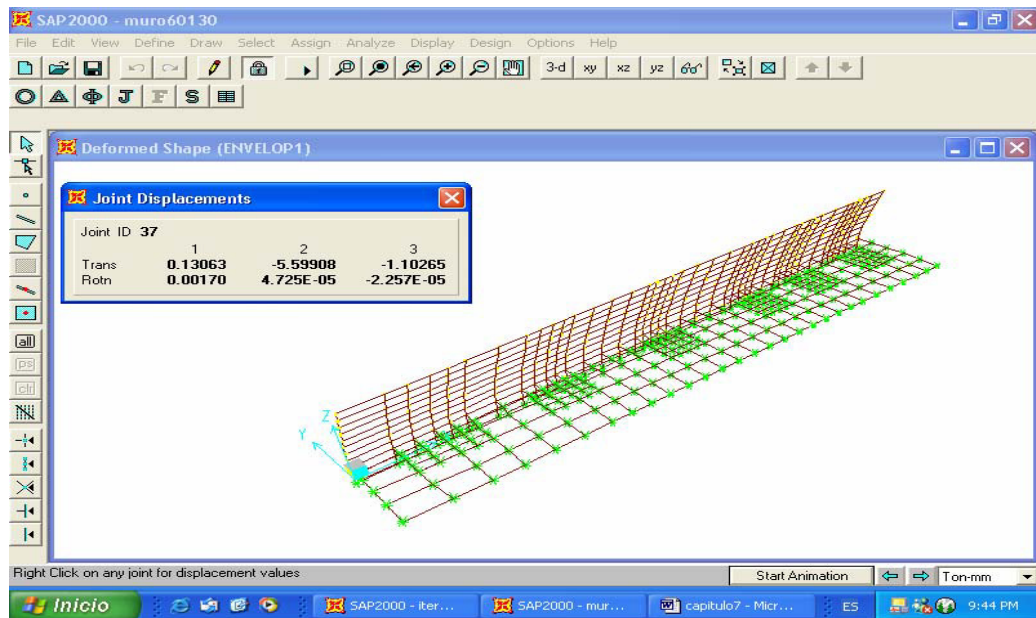 SAP2000 - muro60130
File Edit View Define Draw Select Assign Analyze Display Design Options Help
3-d xy xz yz
J F S
Deformed Shape (ENVELOP1)
Joint Displacements
Joint ID 37
1 2 3
Trans 0.13063 -5.59908 -1.10265
Rotn 0.00170 4.725E-05 -2.257E-05
all
ps
clr
Z
Y
Right Click on any joint for displacement values
Start Animation
Ton-mm
Inicio
SAP2000 - iter...
SAP2000 - mur...
capitulo7 - Micr...
ES
9:44 PM